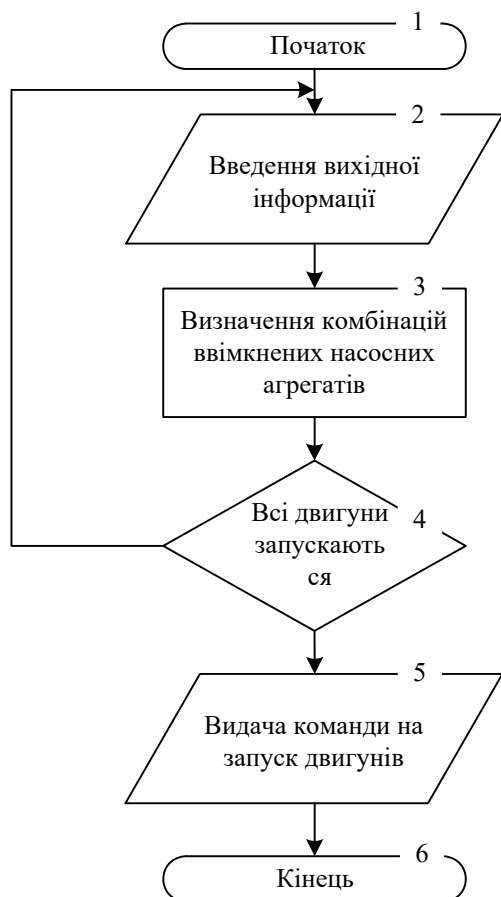 1
Початок
2
Введення вихідної
інформації
3
Визначення комбінацій
ввімкнених насосних
агрегатів
4
Всі двигуни
запускають
ся
5
Видача команди на
запуск двигунів
6
Кінець